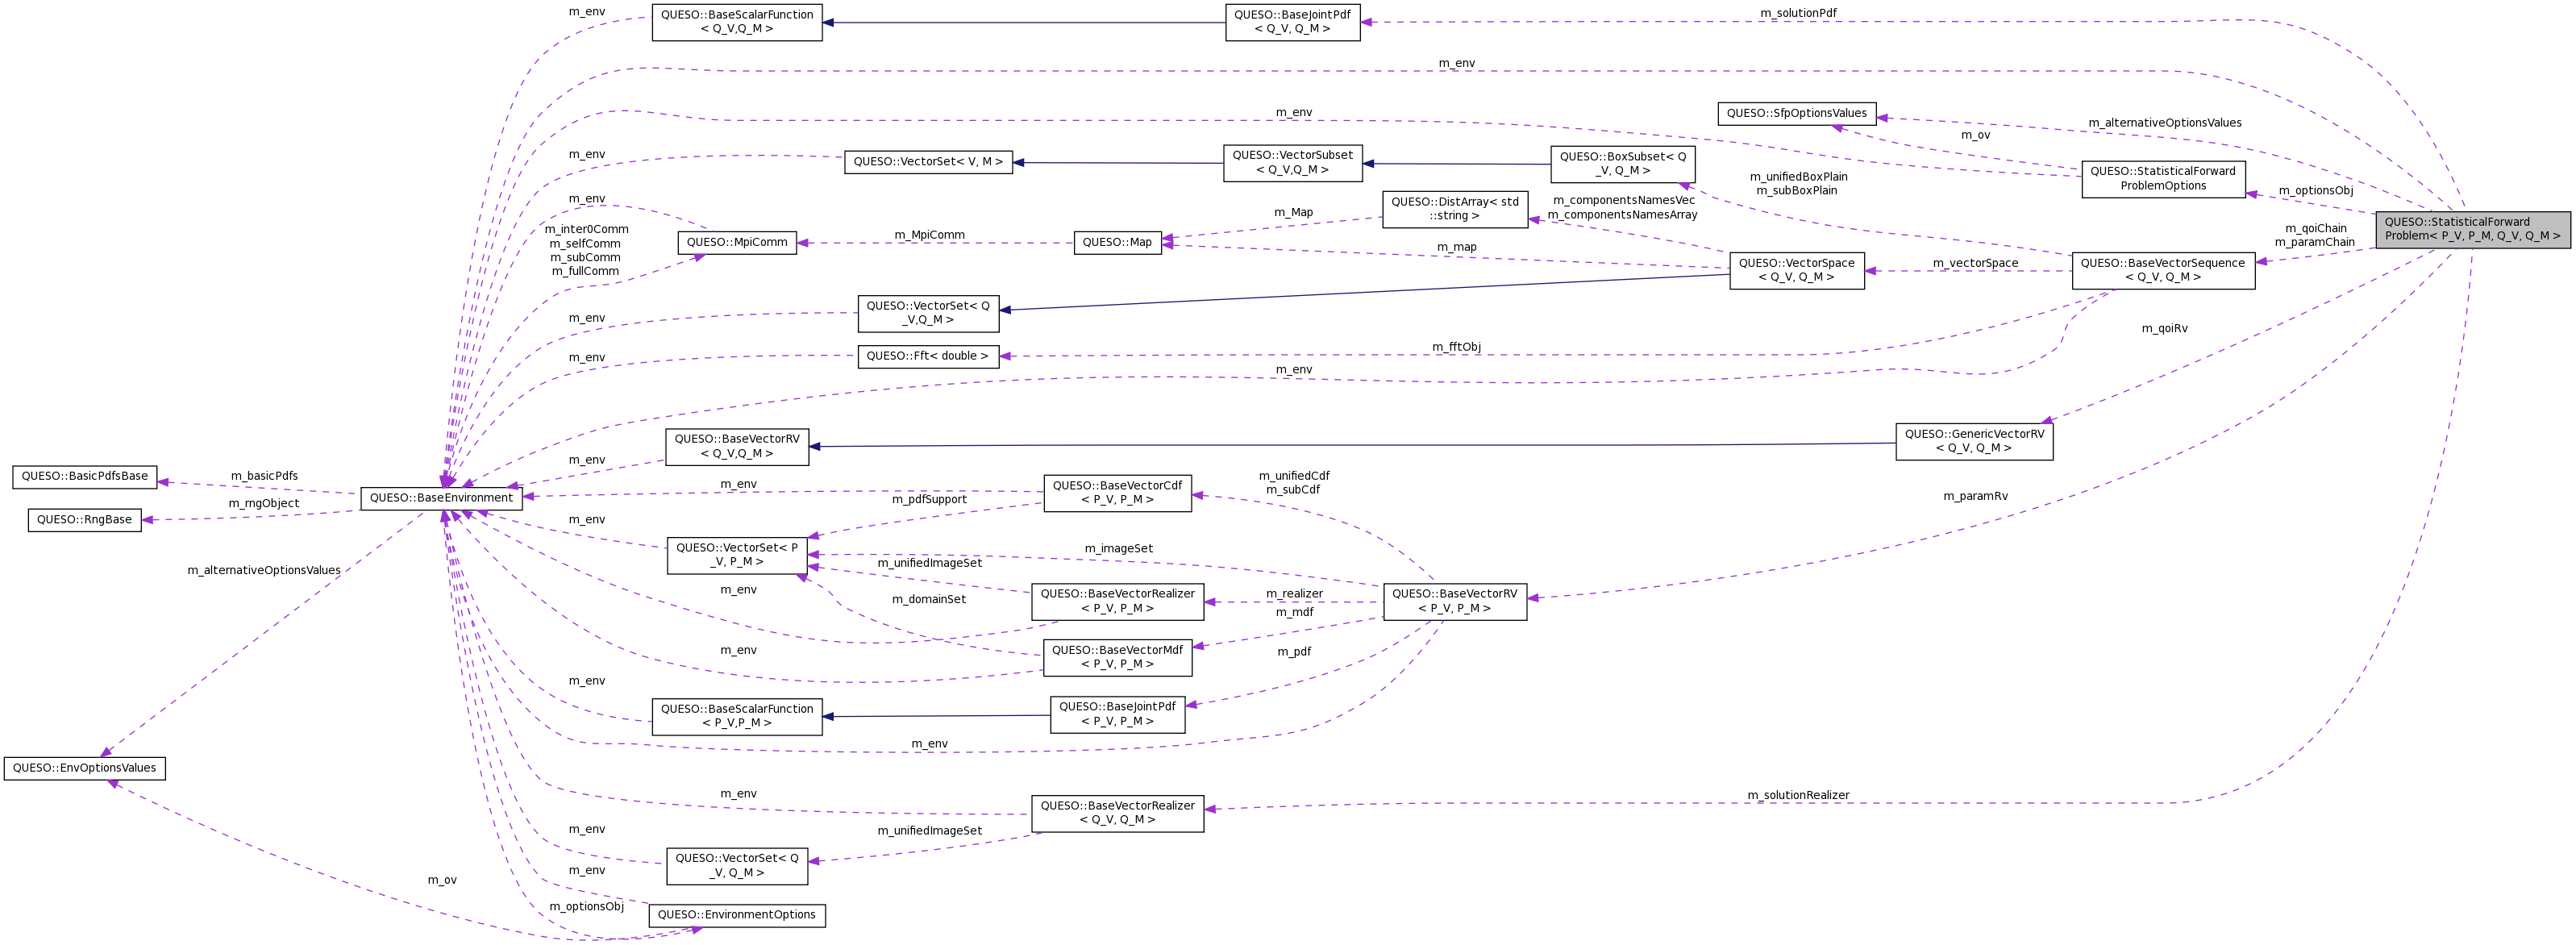 m_env
QUESO::BaseScalarFunction
< Q_V,Q_M >
QUESO::BaseJointPdf
< Q_V, Q_M >
m_solutionPdf
m_env
m_env
QUESO::SfpOptionsValues
m_alternativeOptionsValues
m_ov
m_env
QUESO::VectorSet< V, M >
QUESO::VectorSubset
< Q_V,Q_M >
QUESO::BoxSubset< Q
_V, Q_M >
m_unifiedBoxPlain
m_subBoxPlain
QUESO::StatisticalForward
ProblemOptions
m_optionsObj
QUESO::StatisticalForward
Problem< P_V, P_M, Q_V, Q_M >
m_env
m_inter0Comm
m_selfComm
m_subComm
m_fullComm
QUESO::MpiComm
m_MpiComm
QUESO::Map
m_Map
QUESO::DistArray< std
::string >
m_componentsNamesVec
m_componentsNamesArray
m_map
QUESO::VectorSpace
< Q_V, Q_M >
m_vectorSpace
QUESO::BaseVectorSequence
< Q_V, Q_M >
m_qoiChain
m_paramChain
m_env
QUESO::VectorSet< Q
_V,Q_M >
m_env
QUESO::Fft< double >
m_fftObj
m_env
m_qoiRv
m_env
QUESO::BaseVectorRV
< Q_V,Q_M >
QUESO::GenericVectorRV
< Q_V, Q_M >
QUESO::BasicPdfsBase
m_basicPdfs
QUESO::RngBase
m_rngObject
QUESO::BaseEnvironment
m_env
m_pdfSupport
QUESO::BaseVectorCdf
< P_V, P_M >
m_unifiedCdf
m_subCdf
m_paramRv
m_env
QUESO::VectorSet< P
_V, P_M >
m_imageSet
m_unifiedImageSet
m_alternativeOptionsValues
m_env
m_domainSet
QUESO::BaseVectorRealizer
< P_V, P_M >
m_realizer
m_mdf
QUESO::BaseVectorRV
< P_V, P_M >
m_env
QUESO::BaseVectorMdf
< P_V, P_M >
m_pdf
m_env
QUESO::BaseScalarFunction
< P_V,P_M >
QUESO::BaseJointPdf
< P_V, P_M >
m_env
QUESO::EnvOptionsValues
m_env
QUESO::BaseVectorRealizer
< Q_V, Q_M >
m_solutionRealizer
m_env
m_unifiedImageSet
QUESO::VectorSet< Q
_V, Q_M >
m_ov
m_env
m_optionsObj
QUESO::EnvironmentOptions